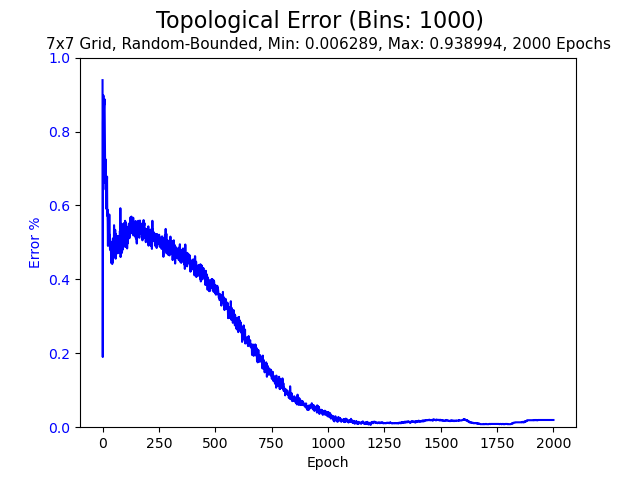 Topological Error (Bins: 1000)
7x7 Grid, Random-Bounded, Min: 0.006289, Max: 0.938994, 2000 Epochs
1.0
0.8
0.6
0.4
0.2
0.0
Error %
0 250 500 750 1000 1250 1500 1750 2000
Epoch